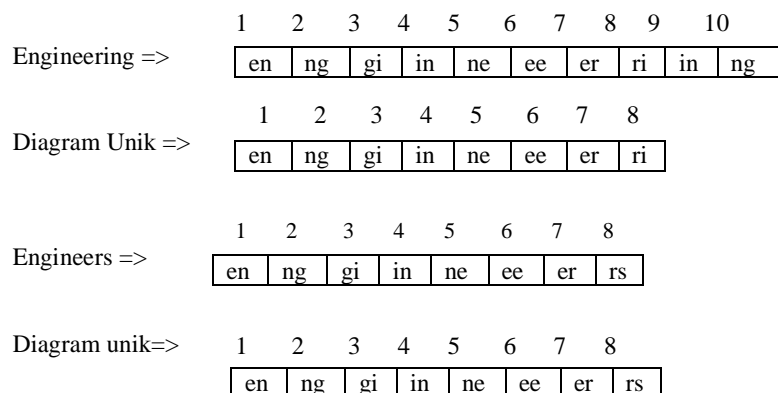 1 2 3 4 5 6 7 8 9 10
Engineering => en ng gi in ne ee er ri in ng
1 2 3 4 5 6 7 8
Diagram Unik => en ng gi in ne ee er ri
1 2 3 4 5 6 7 8
Engineers => en ng gi in ne ee er rs
Diagram unik=> 1 2 3 4 5 6 7 8
en ng gi in ne ee er rs